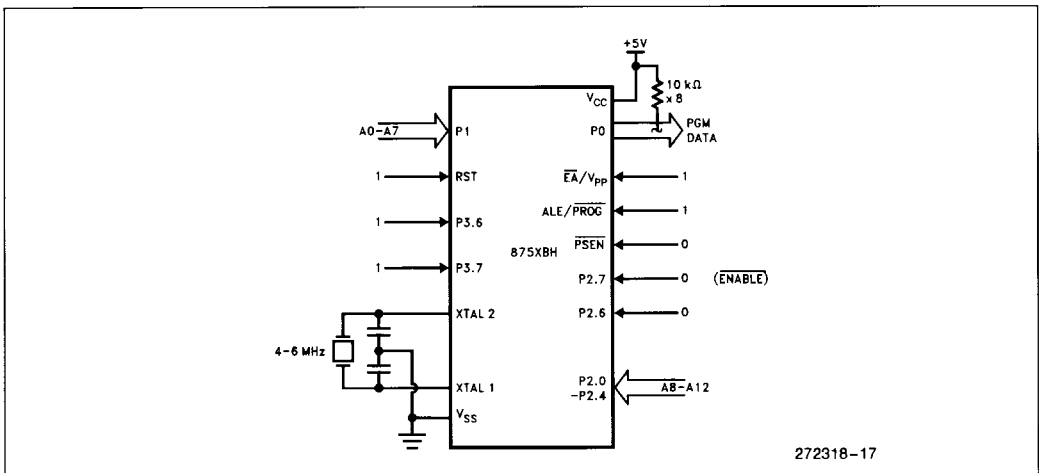 +5V
10 kΩ
x 8
VCC
A0–A7
P1
P0
PGM
DATA
1
RST
EA/VPP
1
ALE/PROG
1
1
P3.6
875XBH
PSEN
0
1
P3.7
P2.7
0
(ENABLE)
XTAL 2
P2.6
0
4–6 MHz
XTAL 1
P2.0
–P2.4
A8–A12
VSS
272318–17